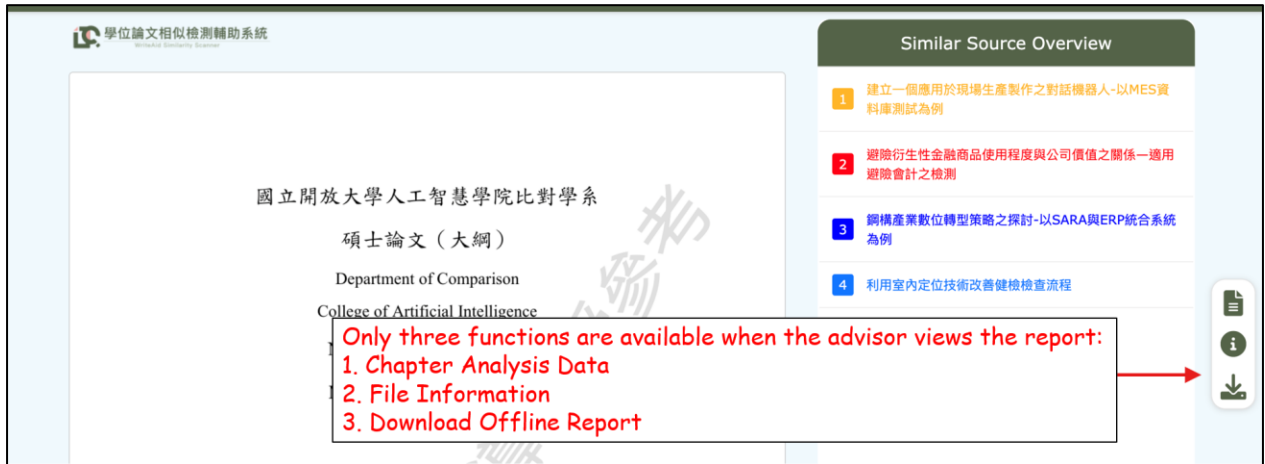 學位論文相似檢測輔助系統
WriteAid Similarity Scanner
國立開放大學人工智慧學院比對學系
碩士論文（大綱）
Department of Comparison
College of Artificial Intelligence
Similar Source Overview
1 建立一個應用於現場生產製作之對話機器人-以MES資
料庫測試為例
2 避險衍生性金融商品使用程度與公司價值之關係—適用
避險會計之檢測
3 鋼構產業數位轉型策略之探討-以SARA與ERP統合系統
為例
4 利用室內定位技術改善健檢檢查流程
Only three functions are available when the advisor views the report:
1. Chapter Analysis Data
2. File Information
3. Download Offline Report
參考